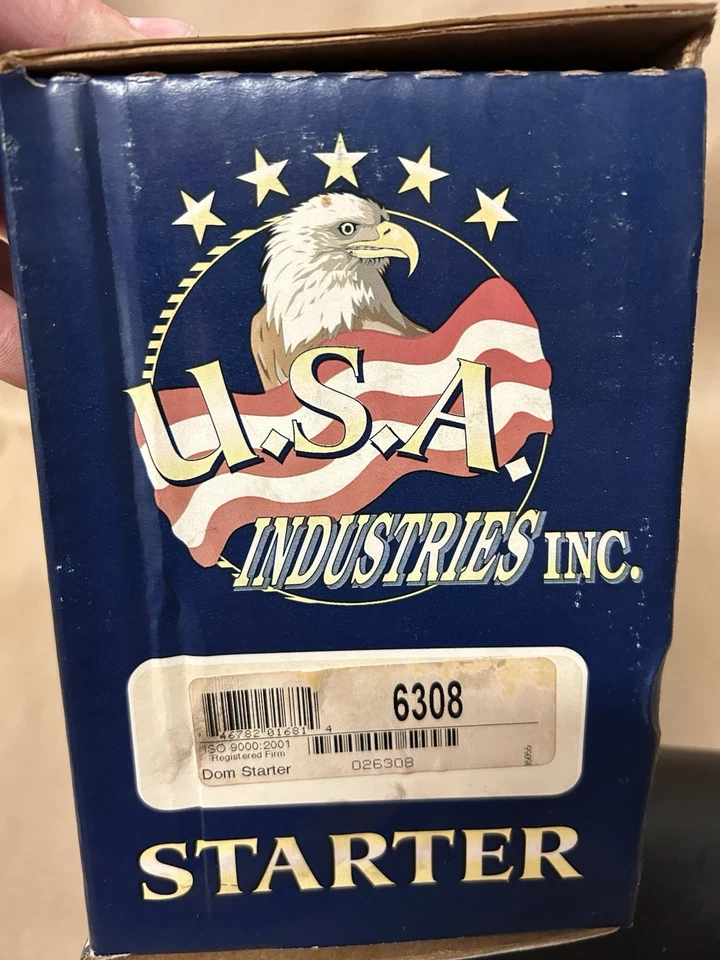 U.S.A.
INDUSTRIES INC.
6308
46782 01681 4
ISO 9000:2001
Registered Firm
Dom Starter
026308
STARTER